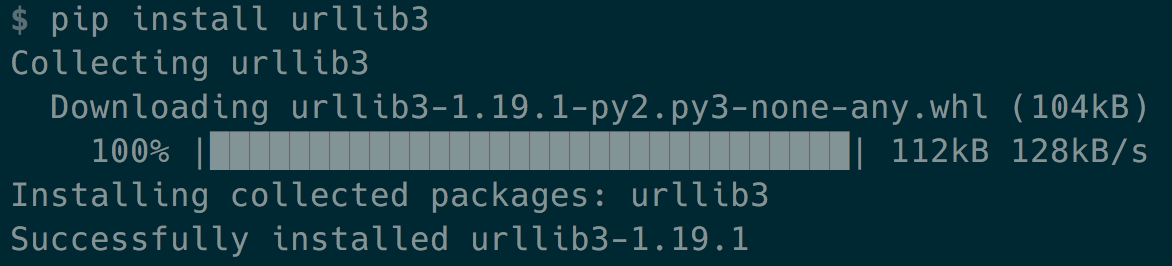 $ pip install urllib3
Collecting urllib3
  Downloading urllib3-1.19.1-py2.py3-none-any.whl (104kB)
    100% |████████████████████████████████| 112kB 128kB/s
Installing collected packages: urllib3
Successfully installed urllib3-1.19.1